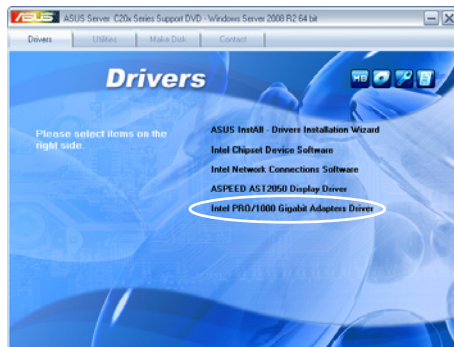 ASUS ASUS Server C20x Series Support DVD - Windows Server 2008 R2 64 bit
Drivers Utilities Make Disk Contact
Drivers
Please select items on the
right side.
ASUS InstAll - Drivers Installation Wizard
Intel Chipset Device Software
Intel Network Connections Software
ASPEED AST2050 Display Driver
Intel PRO/1000 Gigabit Adapters Driver